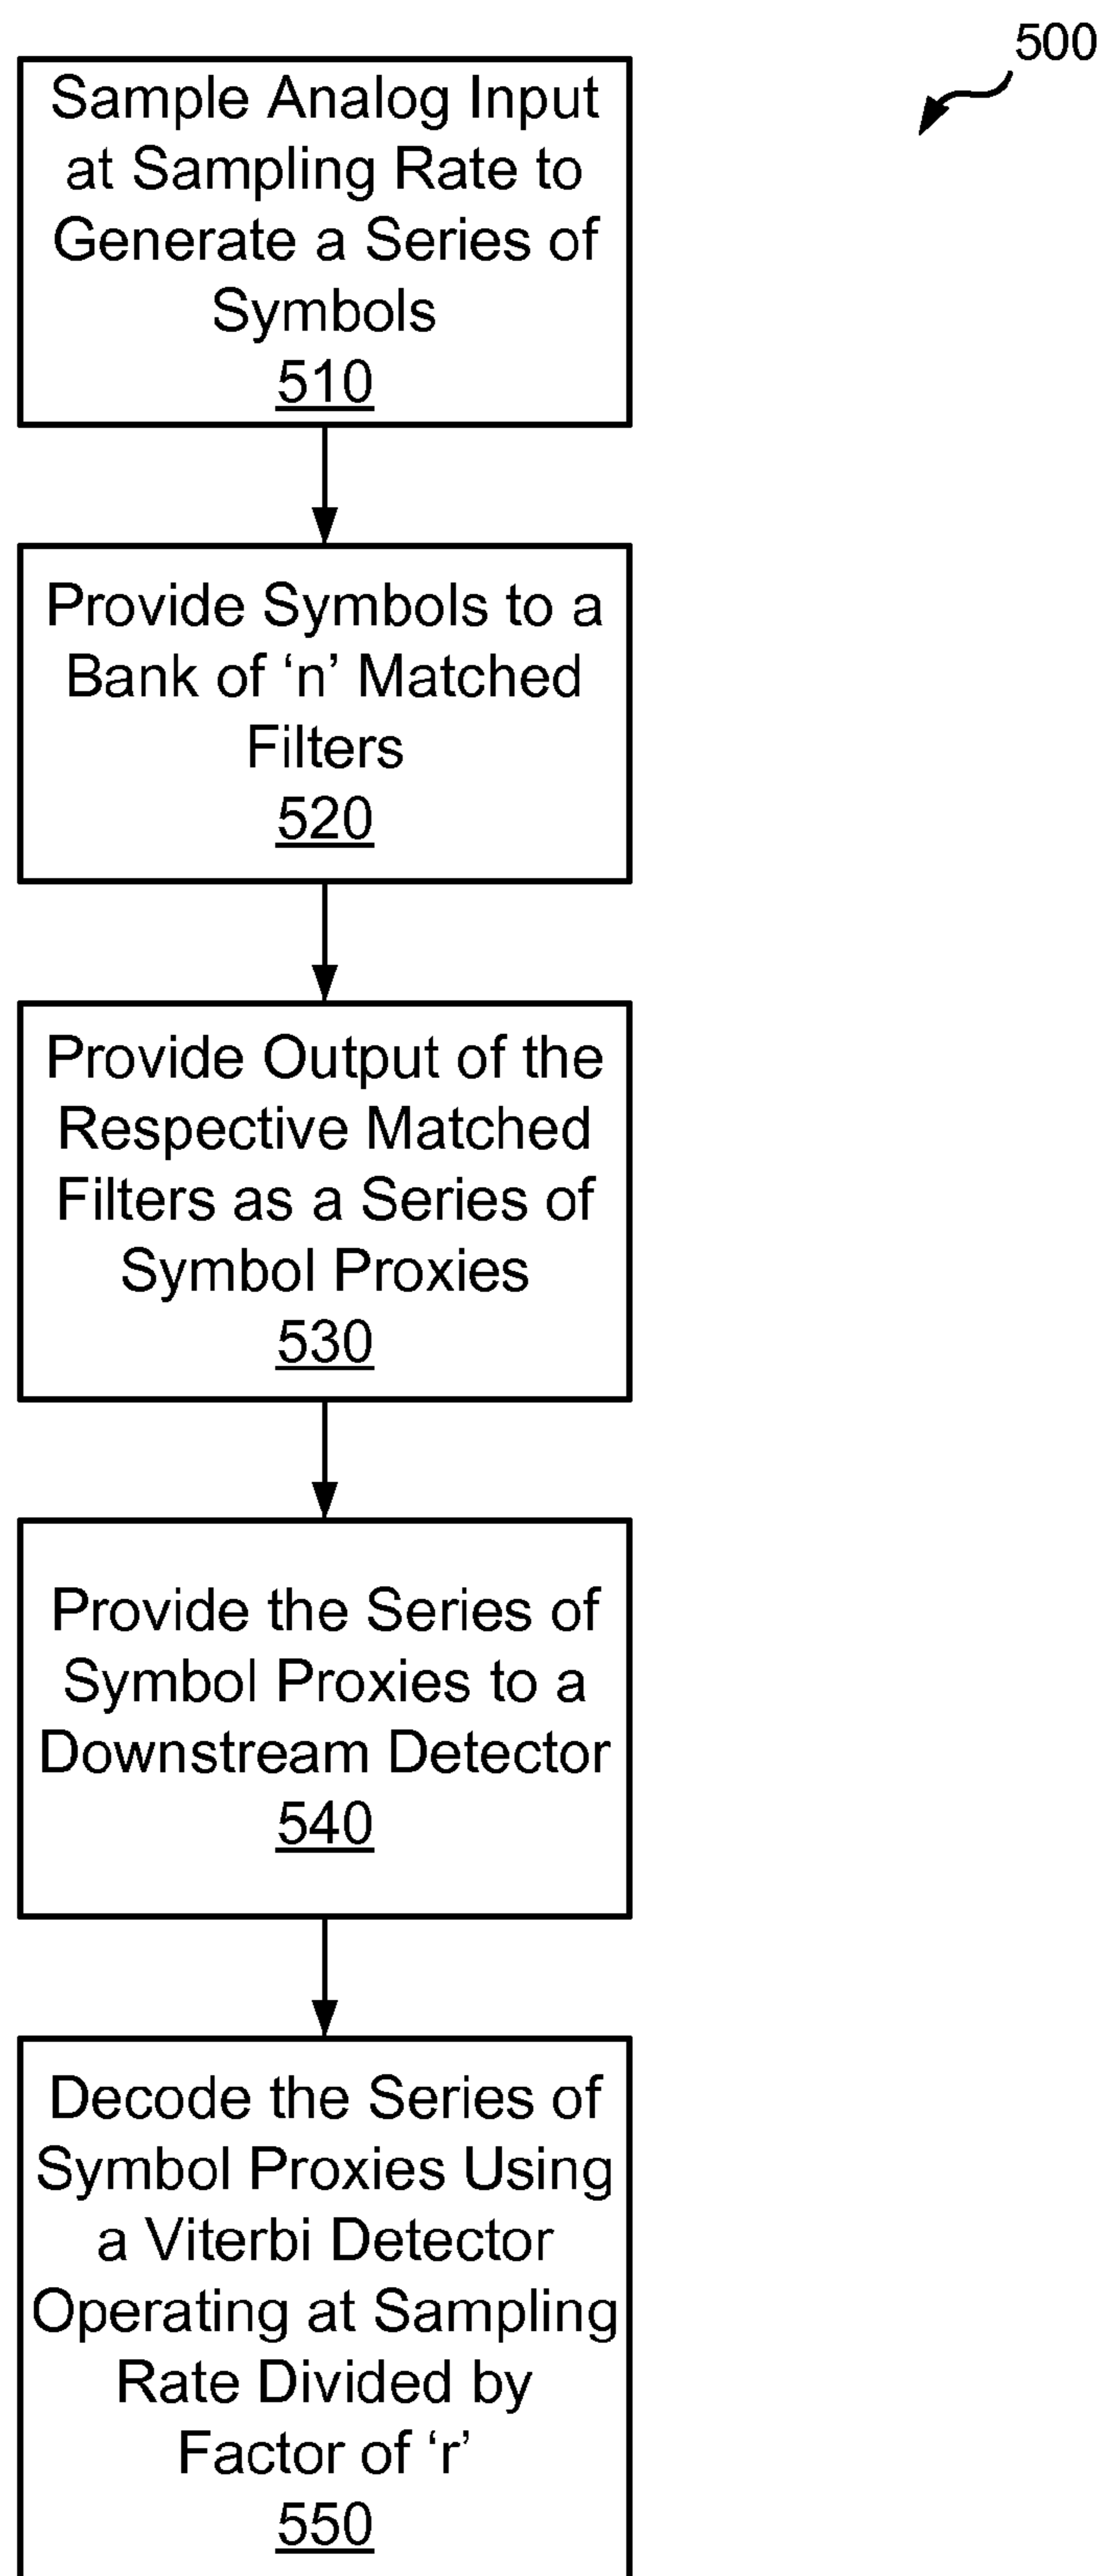 500
Sample Analog Input
at Sampling Rate to
Generate a Series of
Symbols
510
Provide Symbols to a
Bank of ‘n’ Matched
Filters
520
Provide Output of the
Respective Matched
Filters as a Series of
Symbol Proxies
530
Provide the Series of
Symbol Proxies to a
Downstream Detector
540
Decode the Series of
Symbol Proxies Using
a Viterbi Detector
Operating at Sampling
Rate Divided by
Factor of ‘r’
550